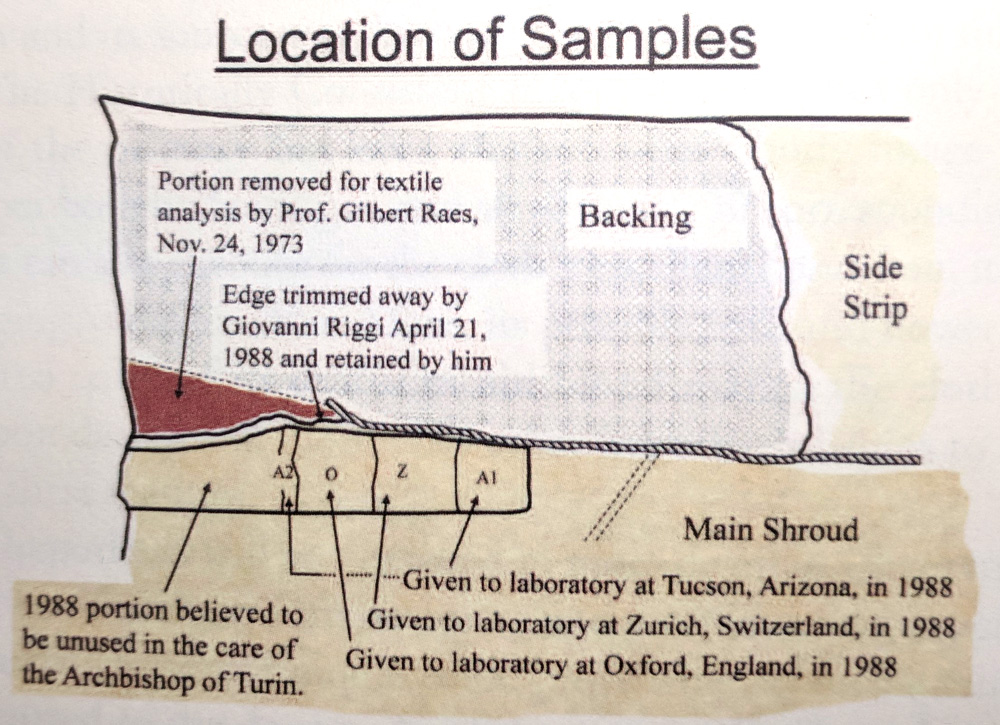 Location of Samples
Portion removed for textile
analysis by Prof. Gilbert Raes,
Nov. 24, 1973
Backing
Side
Strip
Edge trimmed away by
Giovanni Riggi April 21,
1988 and retained by him
A2
O
Z
A1
Main Shroud
Given to laboratory at Tucson, Arizona, in 1988
Given to laboratory at Zurich, Switzerland, in 1988
Given to laboratory at Oxford, England, in 1988
1988 portion believed to
be unused in the care of
the Archbishop of Turin.